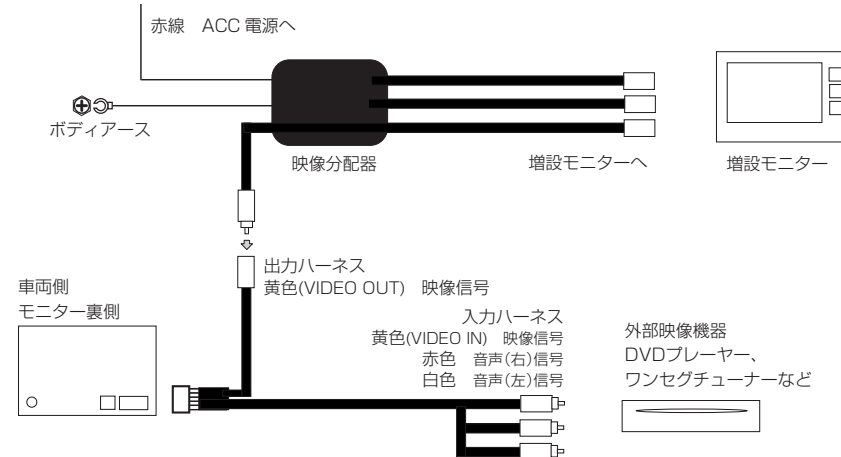 赤線　ACC 電源へ
ボディアース
映像分配器
増設モニターへ
増設モニター
出力ハーネス
黄色(VIDEO OUT)　映像信号
車両側
モニター裏側
入力ハーネス
黄色(VIDEO IN)　映像信号
赤色　音声(右)信号
白色　音声(左)信号
外部映像機器
DVDプレーヤー、
ワンセグチューナーなど